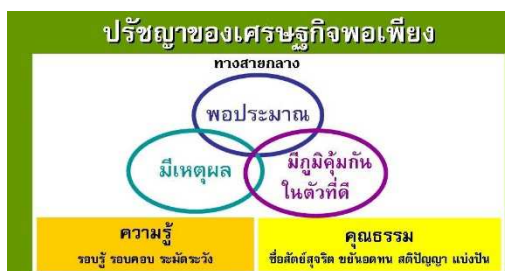 ปรัชญาของเศรษฐกิจพอเพียง
ทางสายกลาง
พอประมาณ
มีเหตุผล
มีภูมิคุ้มกัน
ในตัวที่ดี
ความรู้
รอบรู้ รอบคอบ ระมัดระวัง
คุณธรรม
ซื่อสัตย์สุจริต ขยันอดทน สติปัญญา แบ่งปัน